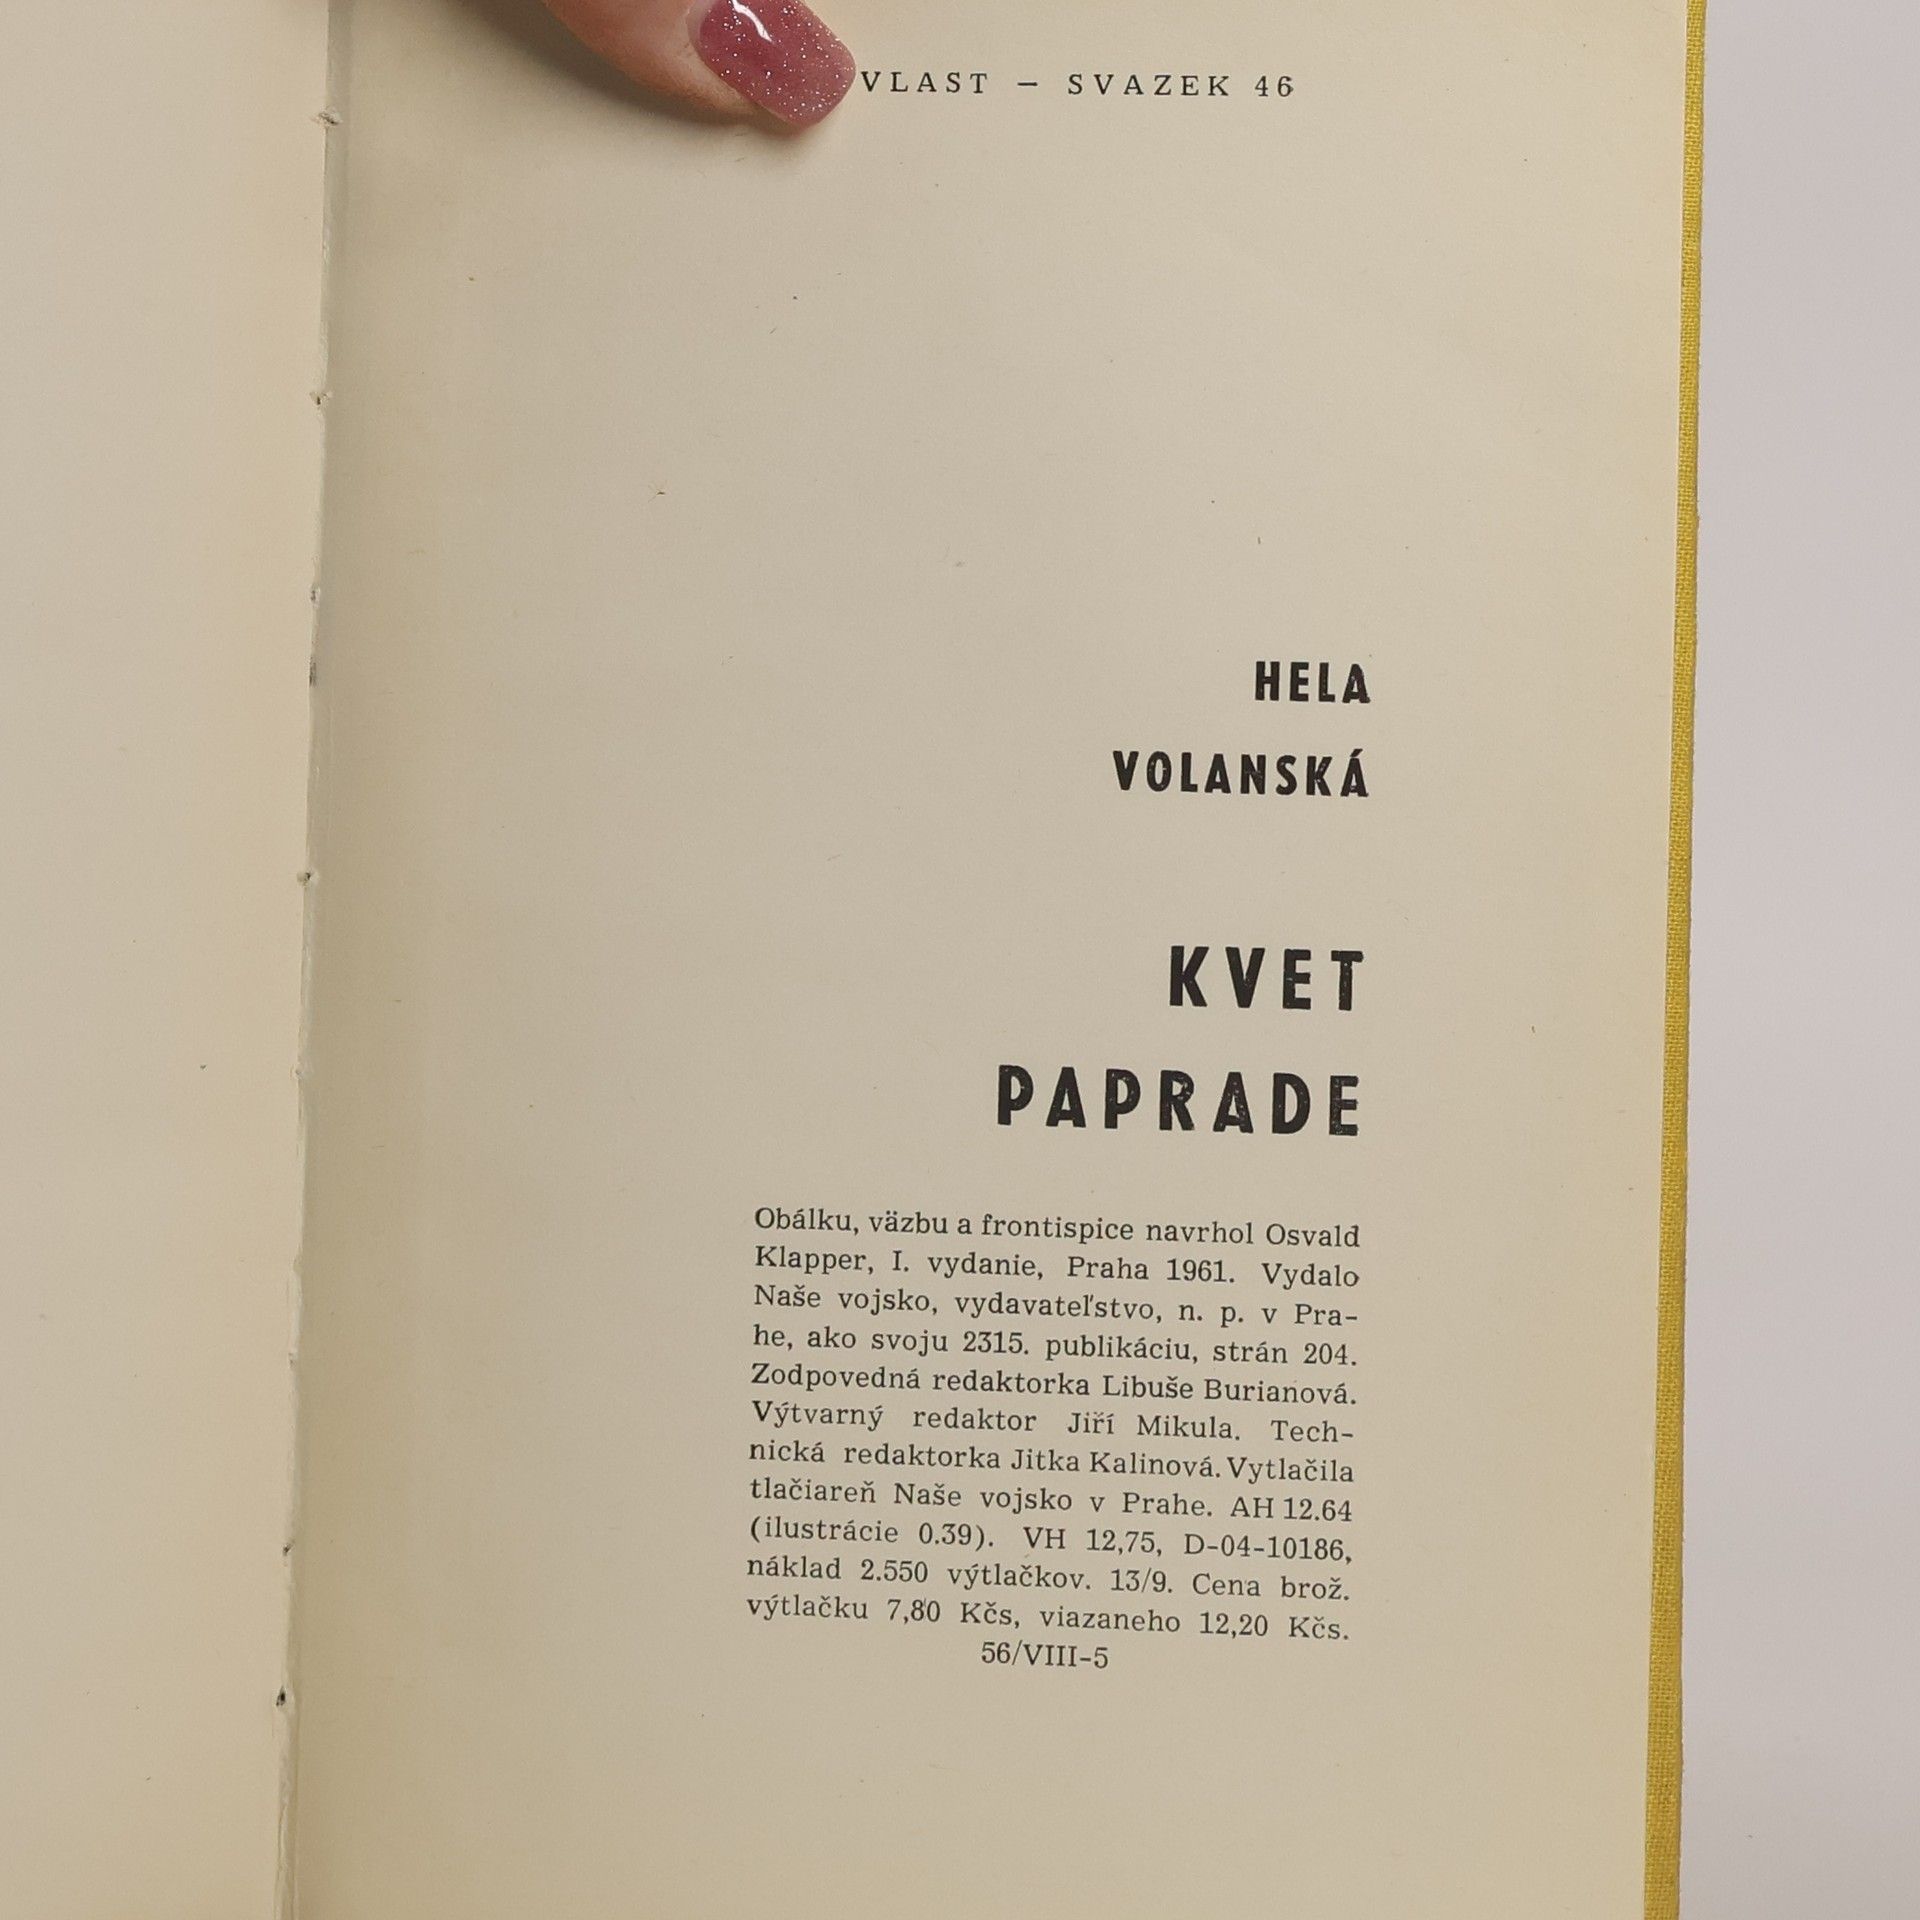 VLAST – SVAZEK 46
HELA
VOLANSKÁ
KVET
PAPRADE
Obálku, väzbu a frontispice navrhol Osvald
Klapper, I. vydanie, Praha 1961. Vydalo
Naše vojsko, vydavateľstvo, n. p. v Pra-
he, ako svoju 2315. publikáciu, strán 204.
Zodpovedná redaktorka Libuše Burianová.
Výtvarný redaktor Jiří Mikula. Tech-
nická redaktorka Jitka Kalinová. Vytlačila
tlačiareň Naše vojsko v Prahe. AH 12.64
(ilustrácie 0.39). VH 12,75, D-04-10186,
náklad 2.550 výtlačkov. 13/9. Cena brož.
výtlačku 7,80 Kčs, viazaneho 12,20 Kčs.
56/VIII-5